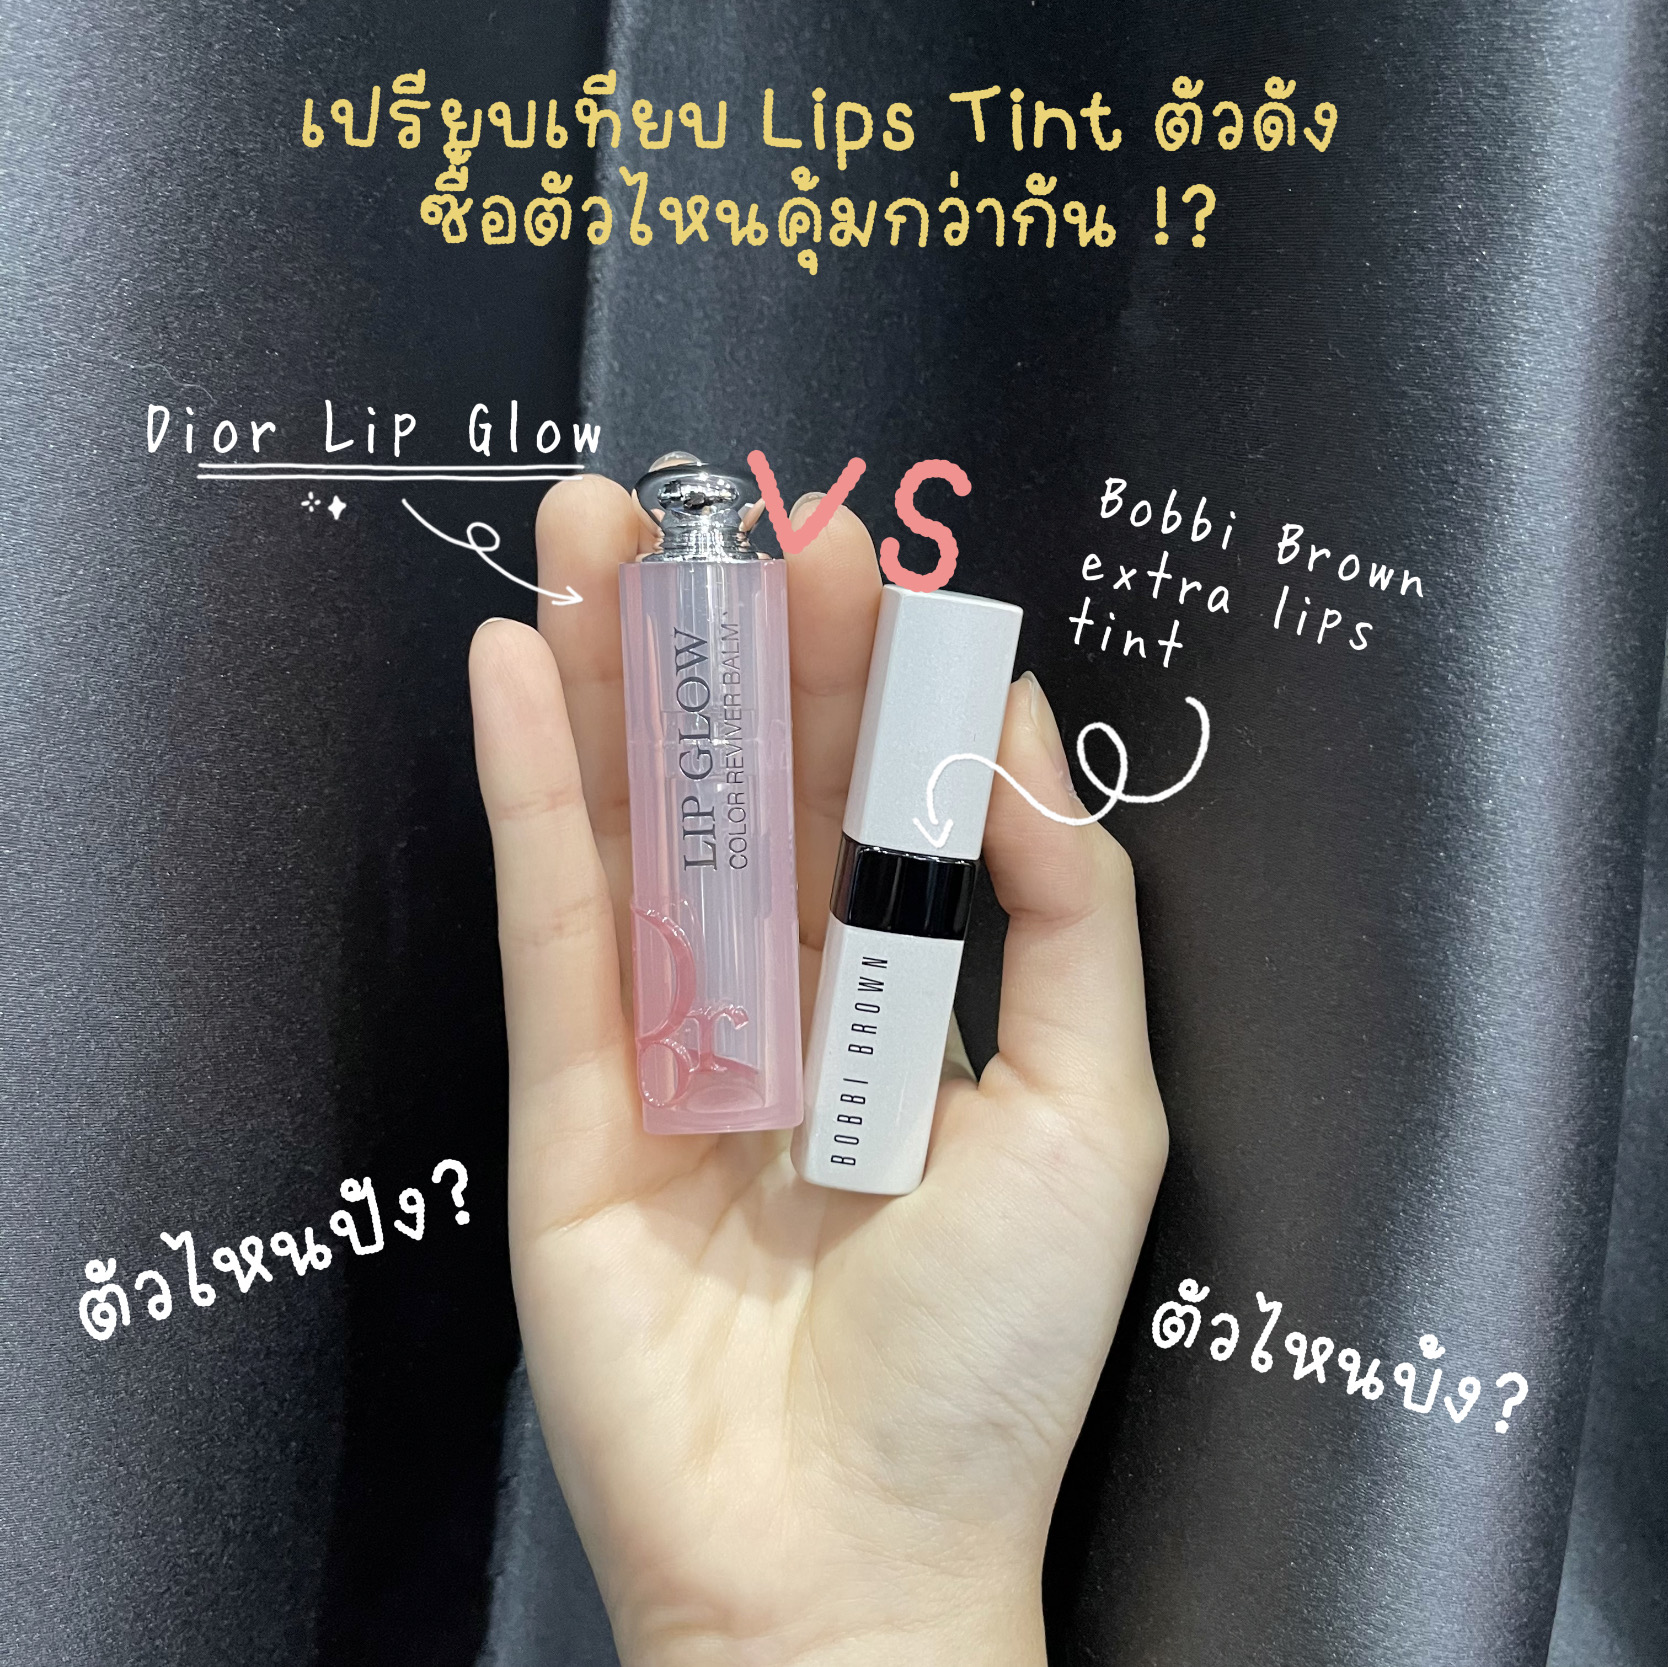 เปรียบเทียบ Lips Tint ตัวดัง
ซื้อตัวไหนคุ้มกว่ากัน !?
Dior Lip Glow
VS
Bobbi Brown
extra lips
tint
LIP GLOW
COLOR REVIVER BALM
Dior
BOBBI BROWN
ตัวไหนปัง?
ตัวไหนปั้ง?